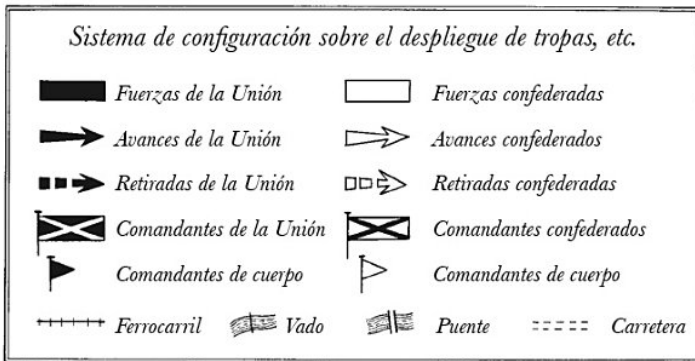 Sistema de configuración sobre el despliegue de tropas, etc.
Fuerzas de la Unión Fuerzas confederadas
Avances de la Unión Avances confederados
Retiradas de la Unión Retiradas confederadas
Comandantes de la Unión Comandantes confederados
Comandantes de cuerpo Comandantes de cuerpo
Ferrocarril Vado Puente Carretera